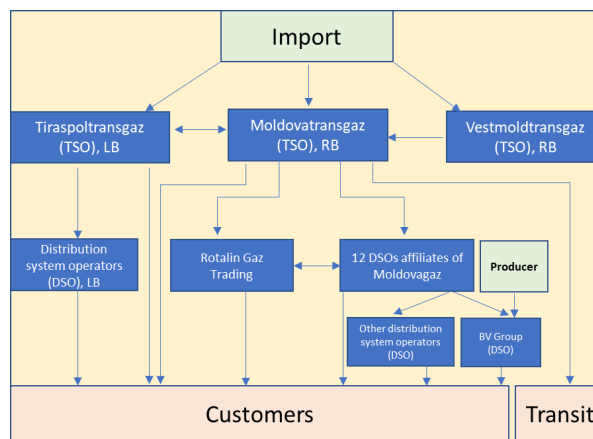 Import
Tiraspoltransgaz
(TSO), LB
Moldovatransgaz
(TSO), RB
Vestmoldtransgaz
(TSO), RB
Distribution
system operators
(DSO), LB
Rotalin Gaz
Trading
12 DSOs affiliates of
Moldovagaz
Producer
Other distribution
system operators
(DSO)
BV Group
(DSO)
Customers
Transit